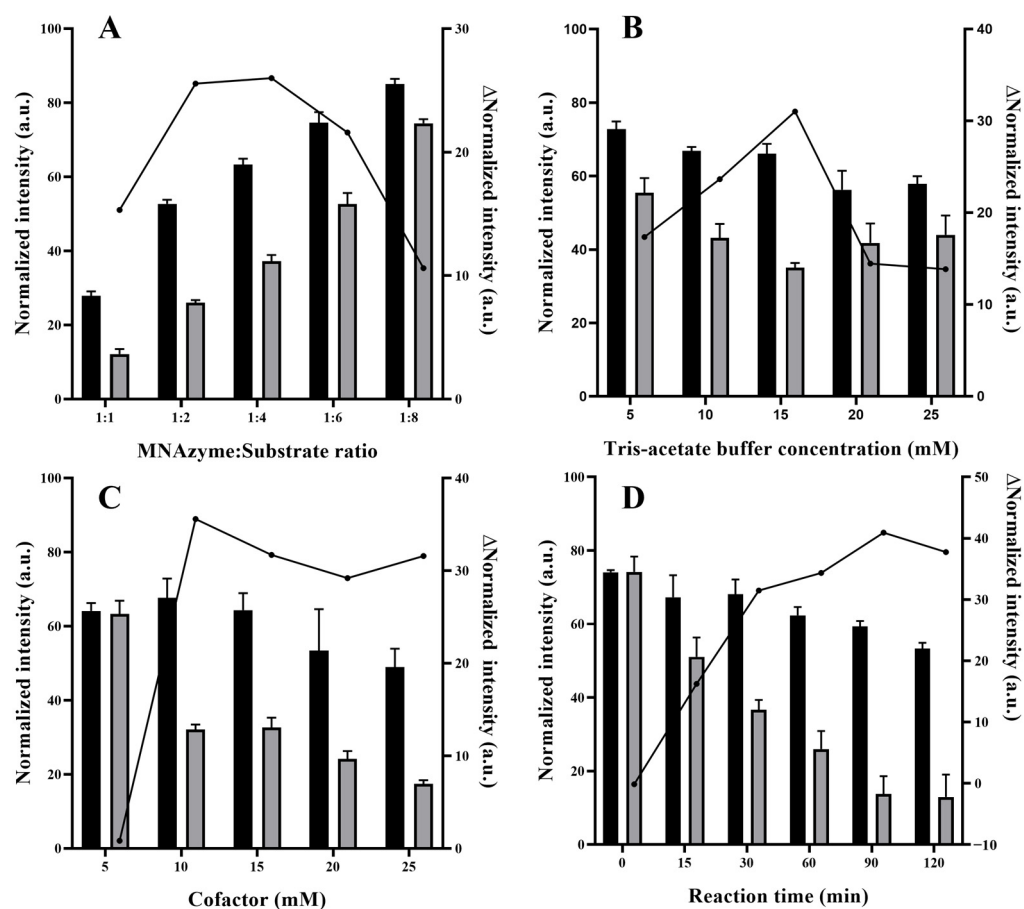 A
Normalized intensity (a.u.)
100
80
60
40
20
0
30
20
10
0
ΔNormalized intensity (a.u.)
1:1 1:2 1:4 1:6 1:8
MNAzyme:Substrate ratio
B
Normalized intensity (a.u.)
100
80
60
40
20
0
40
30
20
10
0
ΔNormalized intensity (a.u.)
5 10 15 20 25
Tris-acetate buffer concentration (mM)
C
Normalized intensity (a.u.)
100
80
60
40
20
0
40
30
20
10
0
ΔNormalized intensity (a.u.)
5 10 15 20 25
Cofactor (mM)
D
Normalized intensity (a.u.)
100
80
60
40
20
0
50
40
30
20
10
0
−10
ΔNormalized intensity (a.u.)
0 15 30 60 90 120
Reaction time (min)